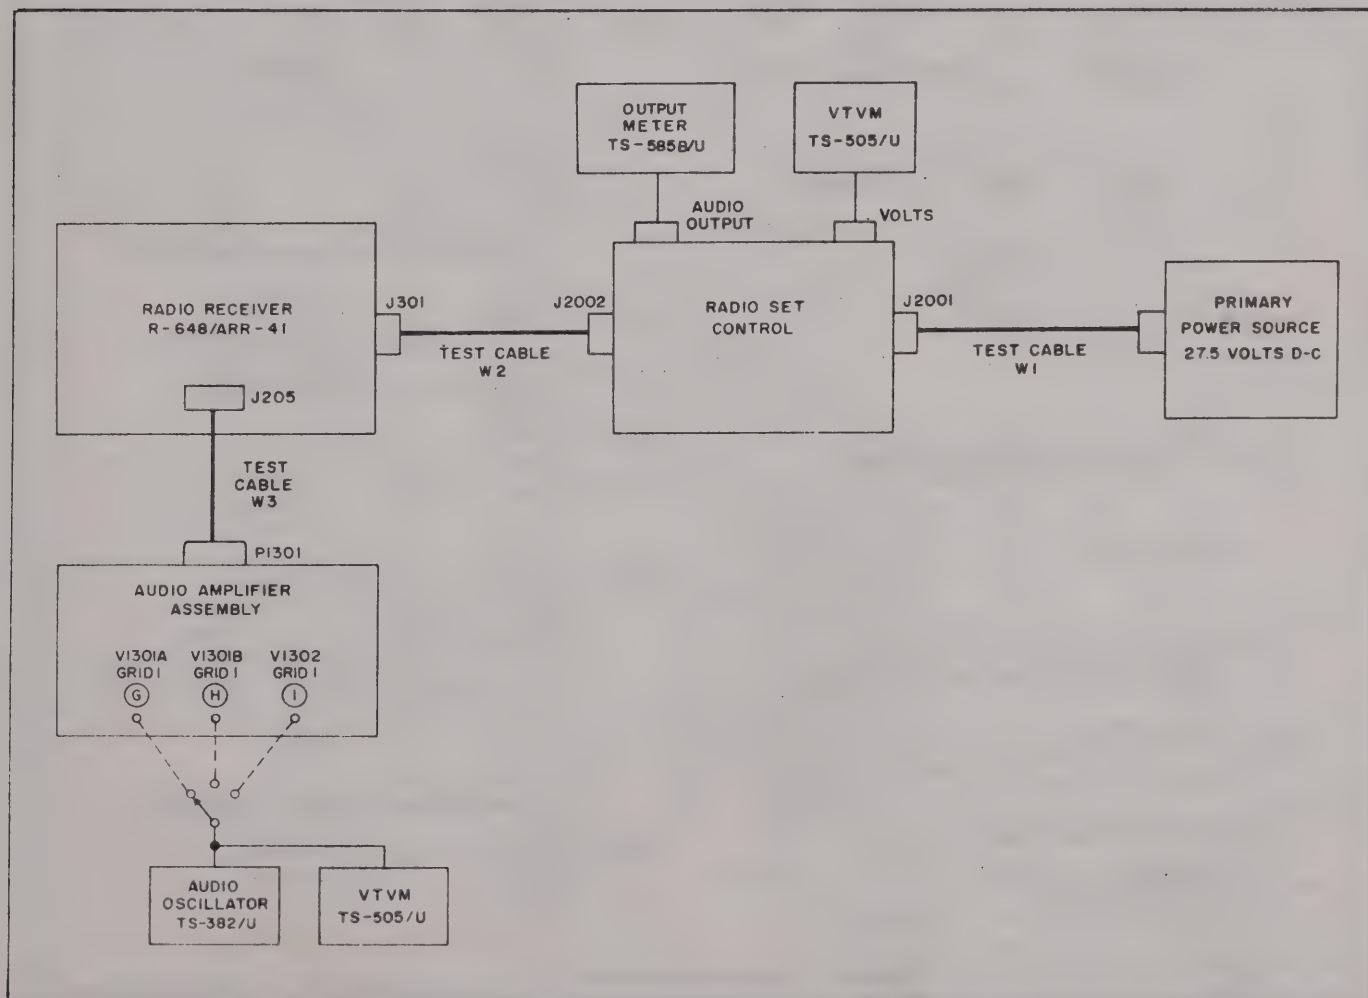 OUTPUT
METER
TS-585B/U
VTVM
TS-505/U
AUDIO
OUTPUT
VOLTS
RADIO RECEIVER
R-648/ARR-41
J301
J2002
RADIO SET
CONTROL
J2001
PRIMARY
POWER SOURCE
27.5 VOLTS D-C
TEST CABLE
W2
TEST CABLE
W1
J205
TEST
CABLE
W3
P1301
AUDIO AMPLIFIER
ASSEMBLY
V1301A V1301B V1302
GRID 1 GRID 1 GRID 1
G H I
AUDIO
OSCILLATOR
TS-382/U
VTVM
TS-505/U